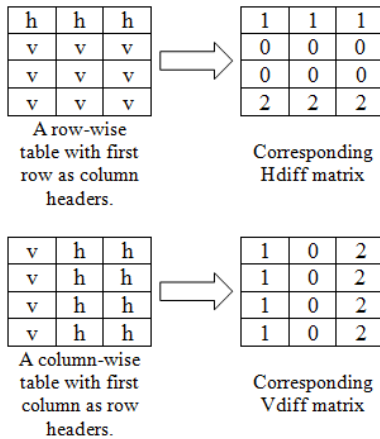 h h h 1 1 1
v v v 0 0 0
v v v 0 0 0
v v v 2 2 2
A row-wise
table with first
row as column
headers.
Corresponding
Hdiff matrix
v h h 1 0 2
v h h 1 0 2
v h h 1 0 2
v h h 1 0 2
A column-wise
table with first
column as row
headers.
Corresponding
Vdiff matrix